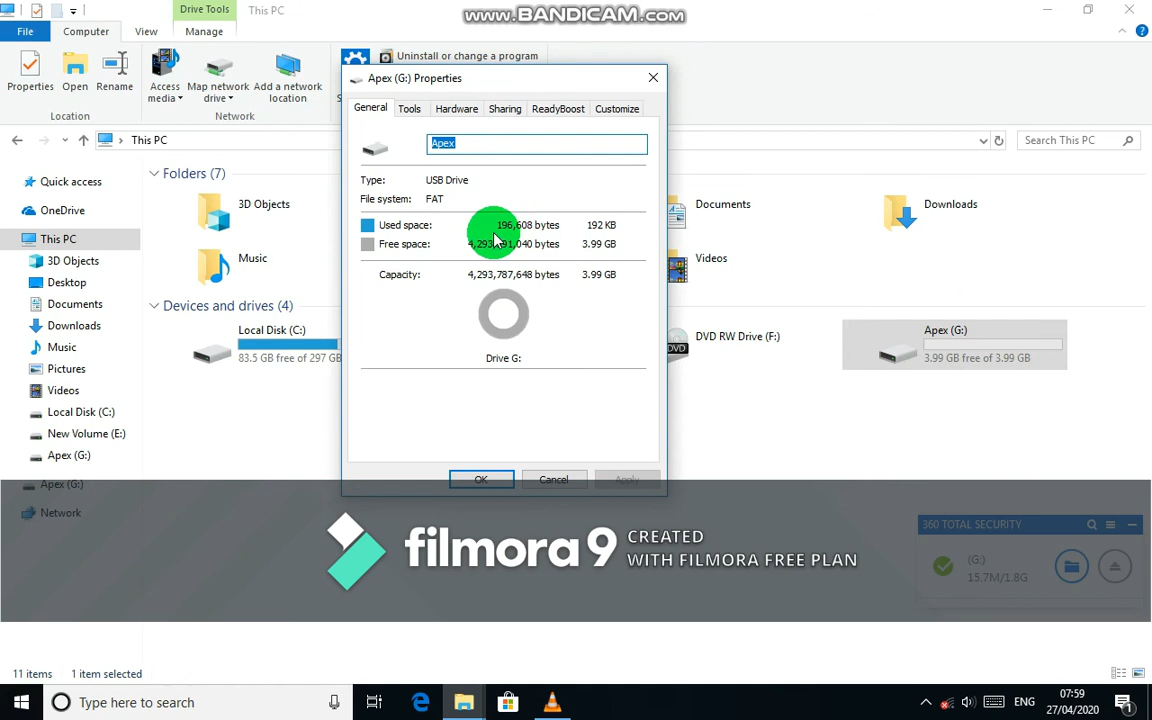 Drive Tools
This PC
www.BANDICAM.com
File
Computer
View
Manage
Properties
Open
Rename
Access media
Map network drive
Add a network location
Uninstall or change a program
Location
Network
This PC
Search This PC
Apex (G:) Properties
General
Tools
Hardware
Sharing
ReadyBoost
Customize
Apex
Type: USB Drive
File system: FAT
Used space: 196,608 bytes 192 KB
Free space: bytes 3.99 GB
Capacity: 4,293,787,648 bytes 3.99 GB
Drive G:
OK
Cancel
Apply
Quick access
OneDrive
This PC
3D Objects
Desktop
Documents
Downloads
Music
Pictures
Videos
Local Disk (C:)
New Volume (E:)
Apex (G:)
Apex (G:)
Network
Folders (7)
3D Objects
Documents
Downloads
Music
Videos
Devices and drives (4)
Local Disk (C:)
83.5 GB free of 297 GB
DVD
DVD RW Drive (F:)
Apex (G:)
3.99 GB free of 3.99 GB
filmora 9
CREATED
WITH FILMORA FREE PLAN
360 TOTAL SECURITY
(G:)
15.7M/1.8G
11 items
1 item selected
Type here to search
ENG
07:59
27/04/2020
1